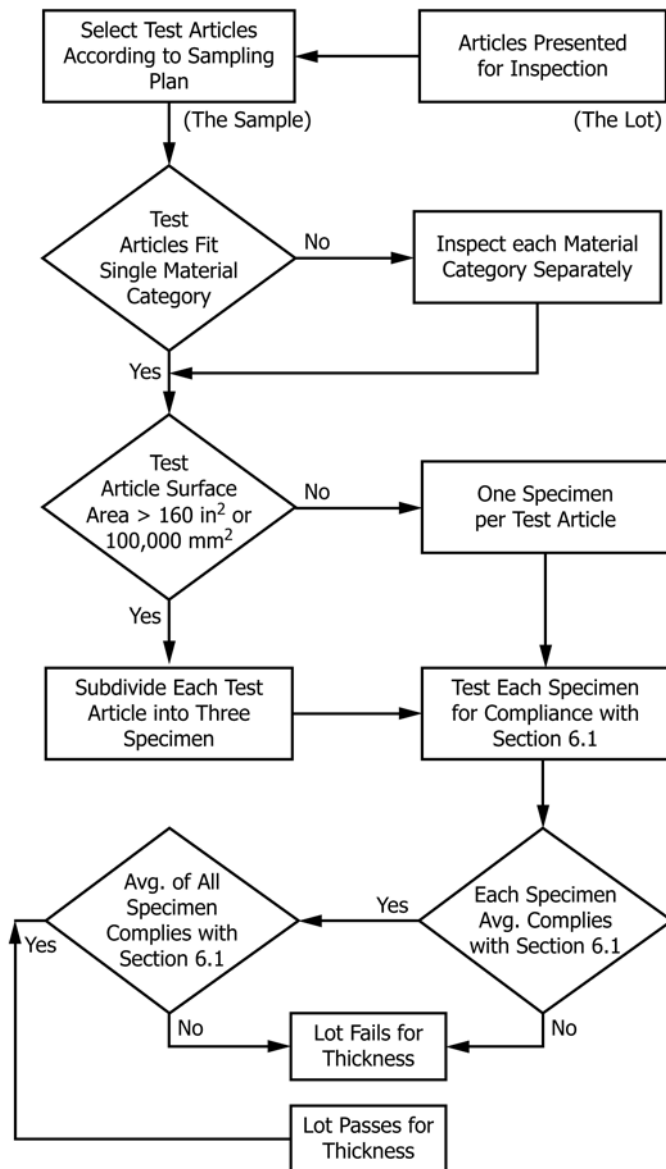 Select Test Articles
According to Sampling
Plan
Articles Presented
for Inspection
(The Sample)
(The Lot)
Test
Articles Fit
Single Material
Category
No
Inspect each Material
Category Separately
Yes
Test
Article Surface
Area > 160 in² or
100,000 mm²
No
One Specimen
per Test Article
Yes
Subdivide Each Test
Article into Three
Specimen
Test Each Specimen
for Compliance with
Section 6.1
Avg. of All
Specimen
Complies with
Section 6.1
Yes
Each Specimen
Avg. Complies
with Section 6.1
Yes
No
Lot Fails for
Thickness
No
Lot Passes for
Thickness